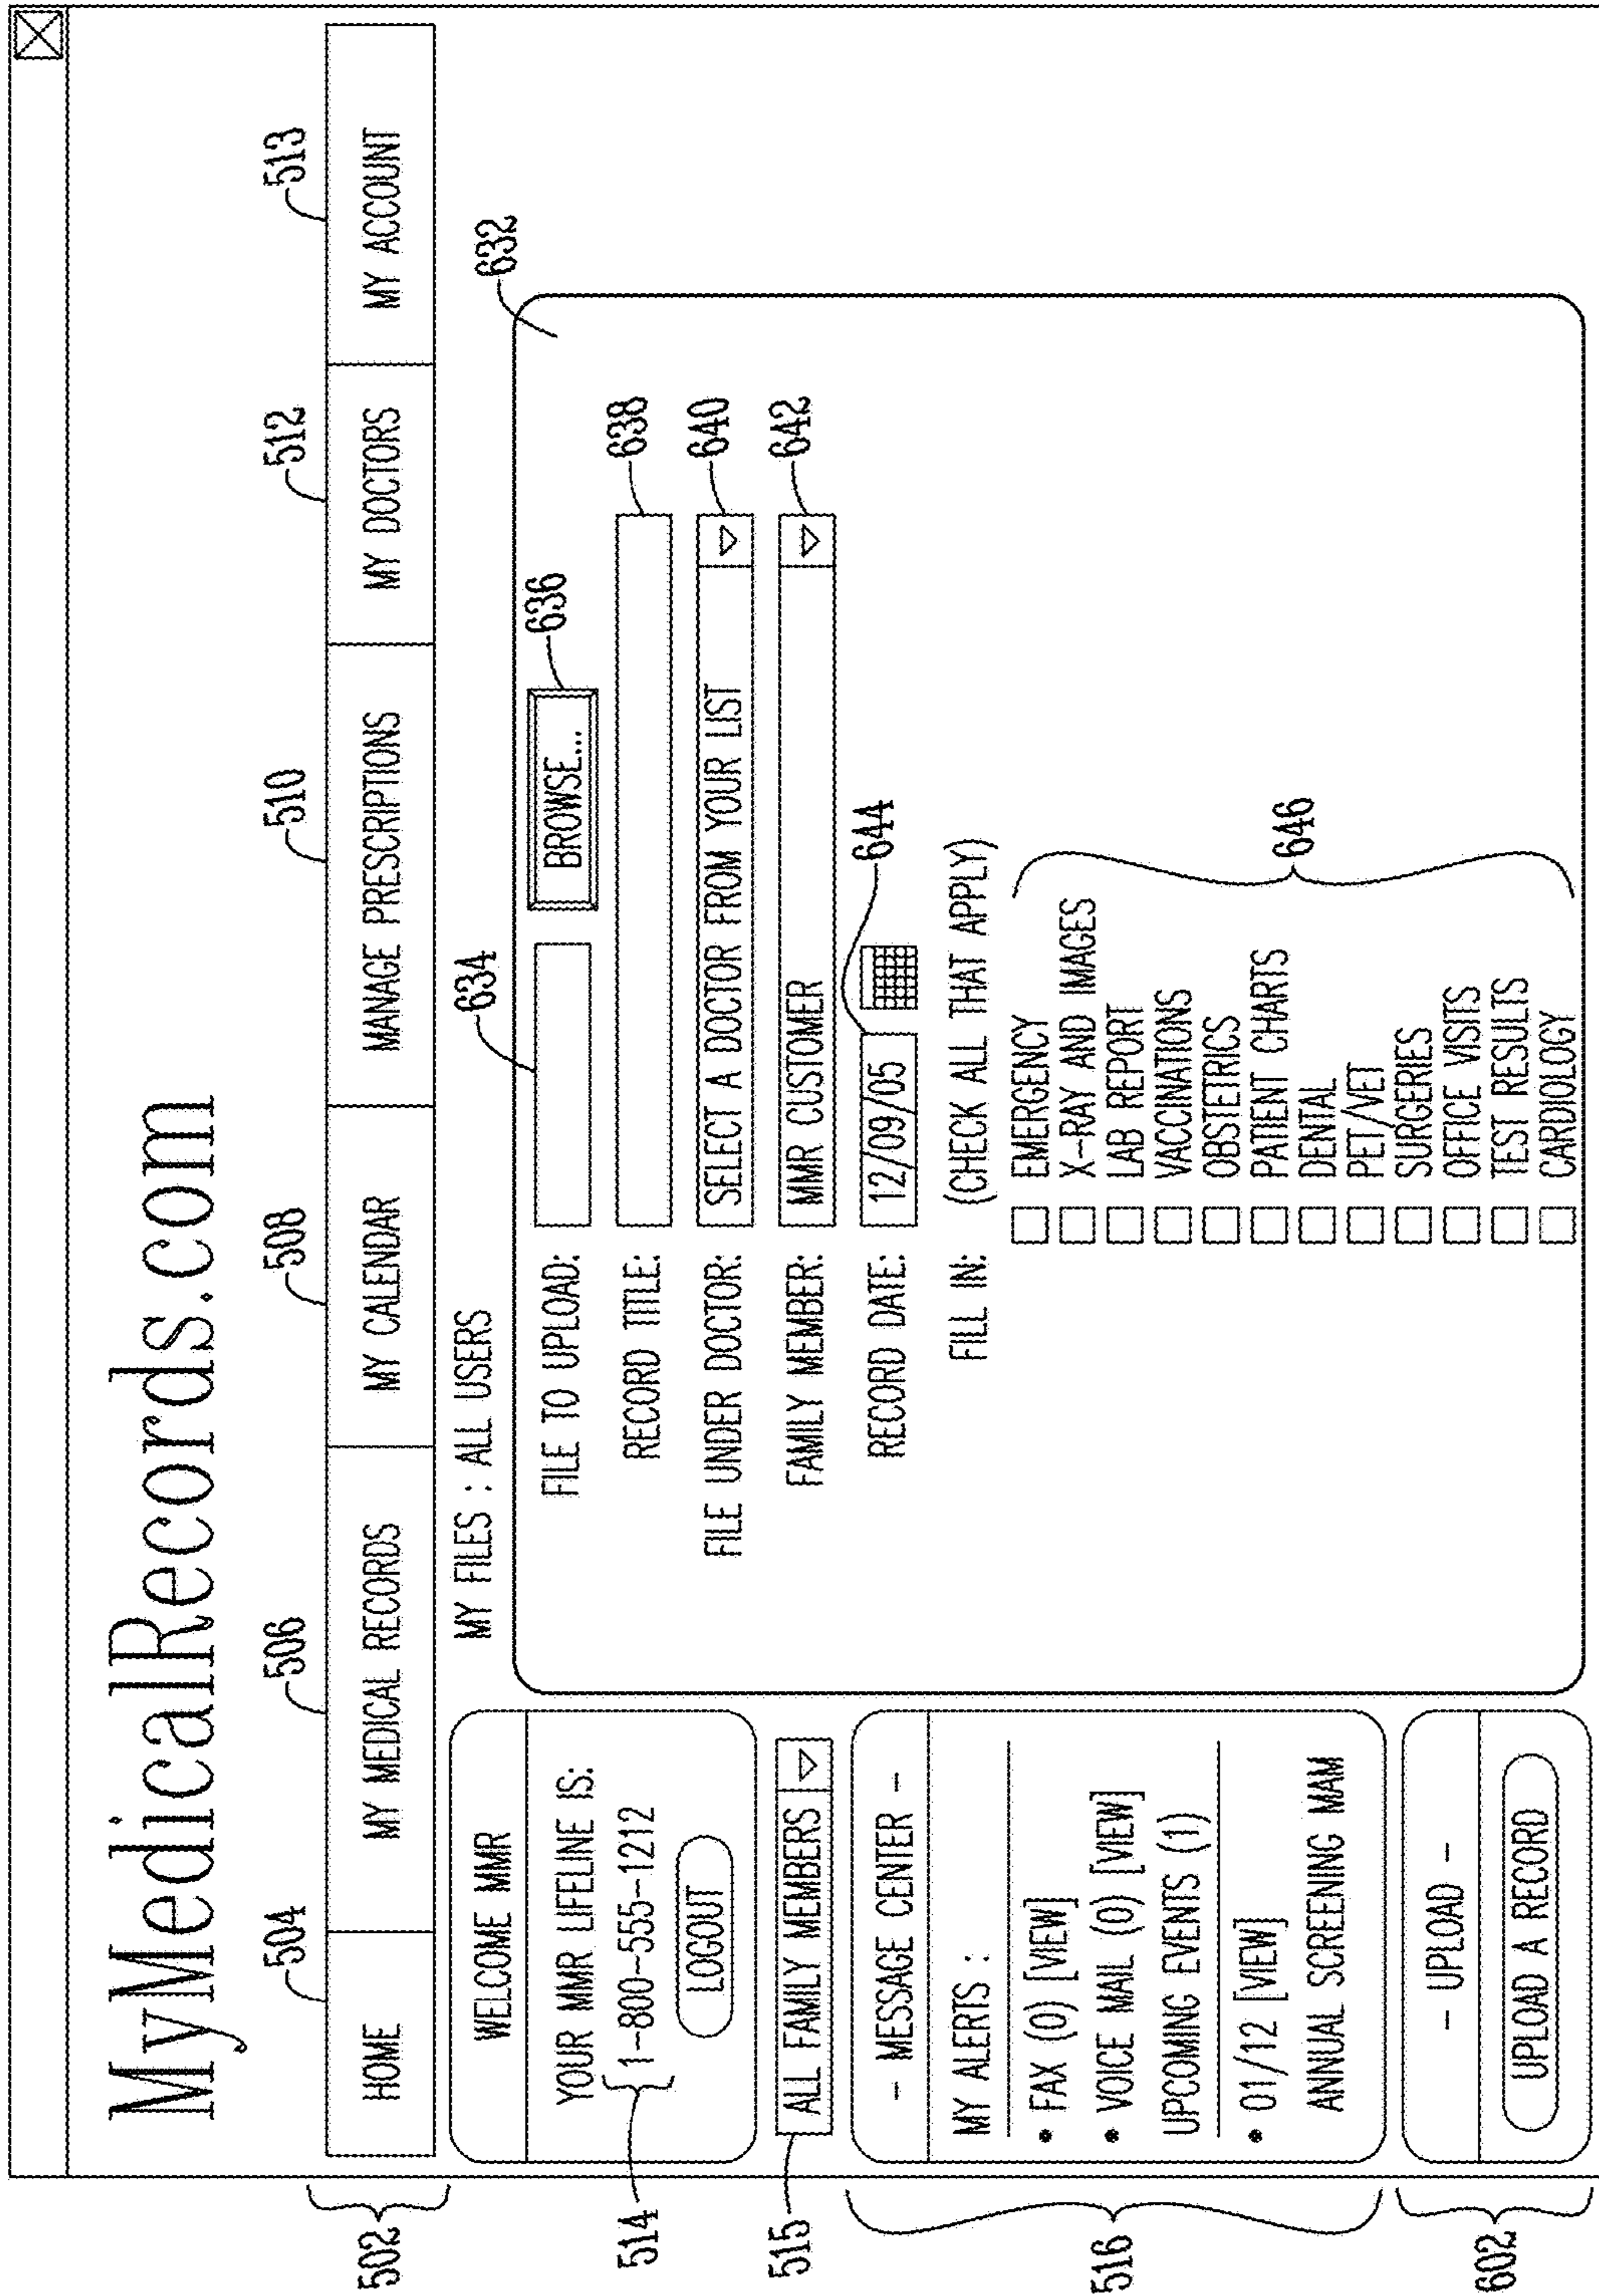 MyMedicalRecords.com
502
504
506
508
510
512
513
HOME
MY MEDICAL RECORDS
MY CALENDAR
MANAGE PRESCRIPTIONS
MY DOCTORS
MY ACCOUNT
WELCOME MMR
YOUR MMR LIFELINE IS:
514
1-800-555-1212
LOGOUT
515
ALL FAMILY MEMBERS
516
- MESSAGE CENTER -
MY ALERTS :
• FAX (0) [VIEW]
• VOICE MAIL (0) [VIEW]
UPCOMING EVENTS (1)
• 01/12 [VIEW]
ANNUAL SCREENING MAM
602
- UPLOAD -
UPLOAD A RECORD
MY FILES : ALL USERS
632
634
FILE TO UPLOAD:
BROWSE...
636
RECORD TITLE:
638
FILE UNDER DOCTOR:
SELECT A DOCTOR FROM YOUR LIST
640
FAMILY MEMBER:
MMR CUSTOMER
642
RECORD DATE:
12/09/05
644
FILL IN: (CHECK ALL THAT APPLY)
EMERGENCY
X-RAY AND IMAGES
LAB REPORT
VACCINATIONS
OBSTETRICS
PATIENT CHARTS
DENTAL
PET/VET
SURGERIES
OFFICE VISITS
TEST RESULTS
CARDIOLOGY
646